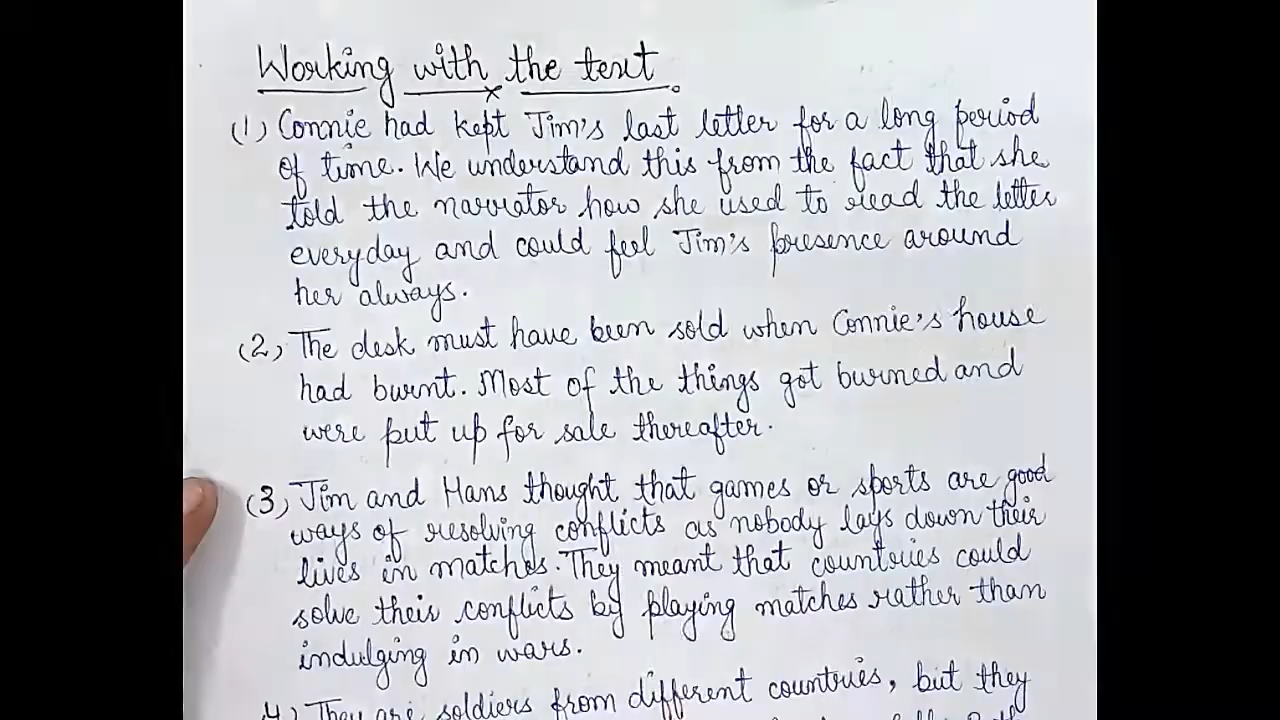 Working with the text
(1) Connie had kept Jim's last letter for a long period
of time. We understand this from the fact that she
told the narrator how she used to read the letter
everyday and could feel Jim's presence around
her always.
(2) The desk must have been sold when Connie's house
had burnt. Most of the things got burned and
were put up for sale thereafter.
(3) Jim and Hans thought that games or sports are good
ways of resolving conflicts as nobody lays down their
lives in matches. They meant that countries could
solve their conflicts by playing matches rather than
indulging in wars.
4) They are soldiers from different countries, but they